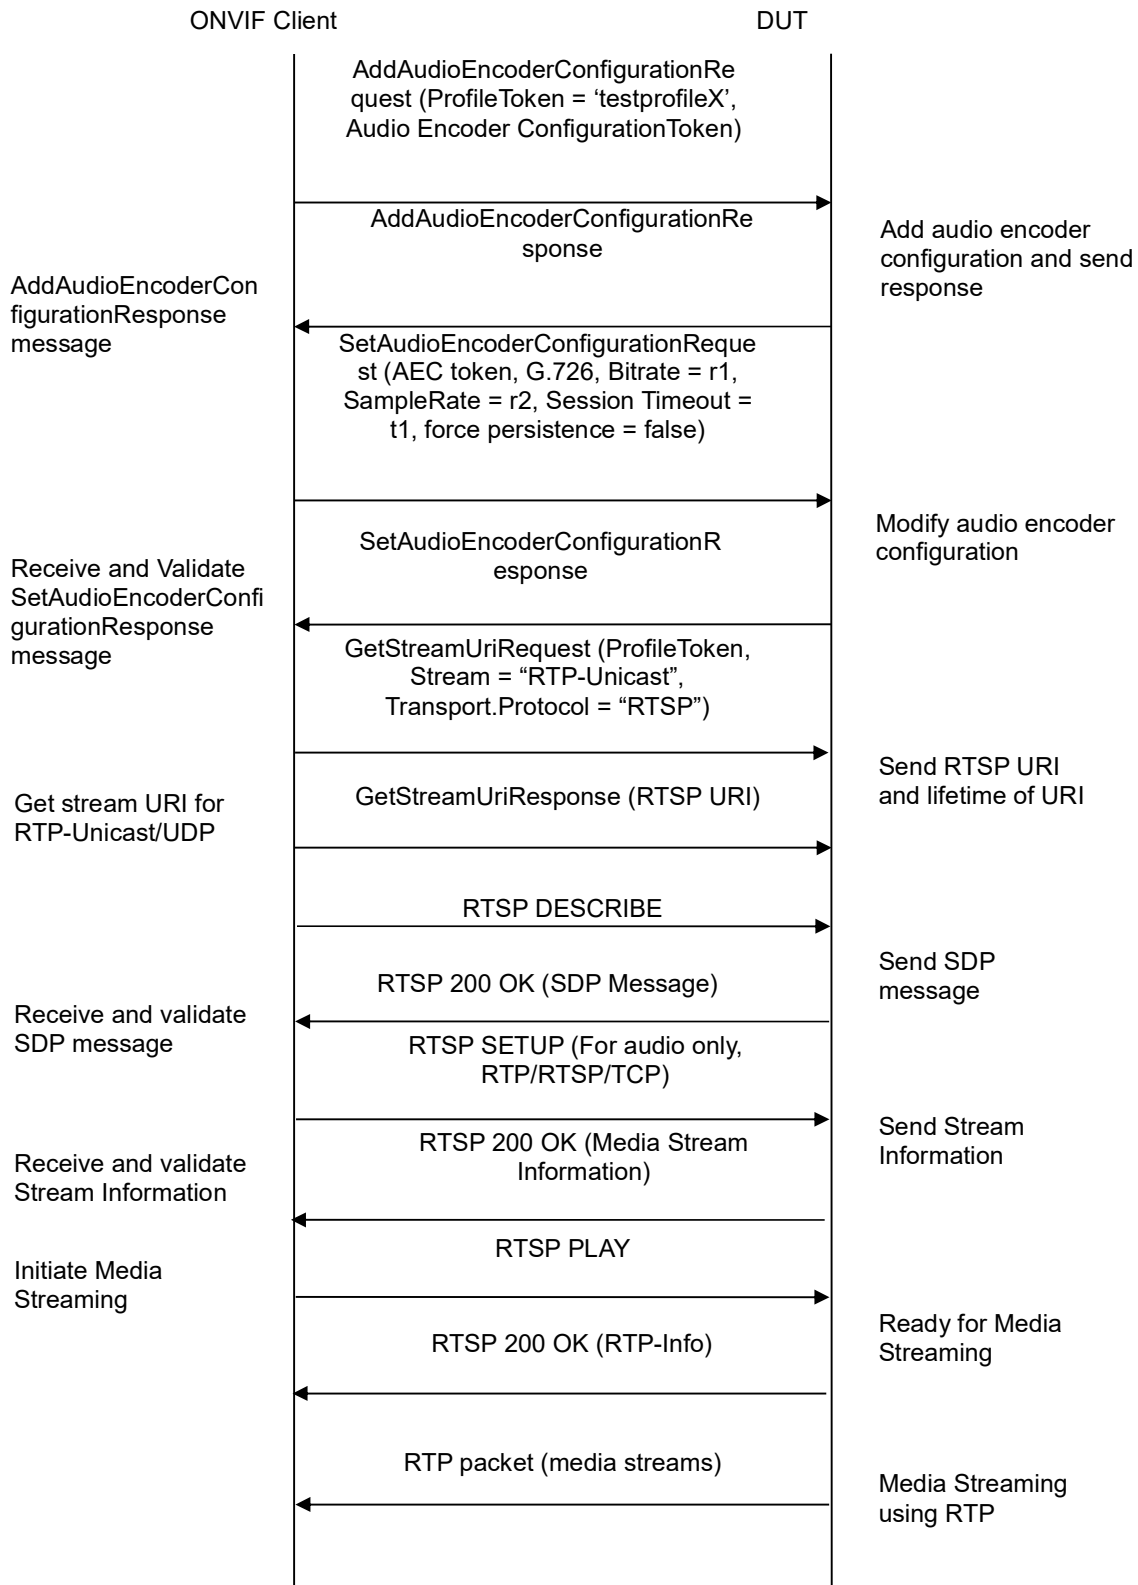 ONVIF Client
DUT
AddAudioEncoderConfigurationRe
quest (ProfileToken = ‘testprofileX’,
Audio Encoder ConfigurationToken)
AddAudioEncoderConfigurationRe
sponse
Add audio encoder
configuration and send
response
AddAudioEncoderCon
figurationResponse
message
SetAudioEncoderConfigurationReque
st (AEC token, G.726, Bitrate = r1,
SampleRate = r2, Session Timeout =
t1, force persistence = false)
Modify audio encoder
configuration
SetAudioEncoderConfigurationR
esponse
Receive and Validate
SetAudioEncoderConfi
gurationResponse
message
GetStreamUriRequest (ProfileToken,
Stream = “RTP-Unicast”,
Transport.Protocol = “RTSP”)
Send RTSP URI
and lifetime of URI
GetStreamUriResponse (RTSP URI)
Get stream URI for
RTP-Unicast/UDP
RTSP DESCRIBE
Send SDP
message
RTSP 200 OK (SDP Message)
Receive and validate
SDP message
RTSP SETUP (For audio only,
RTP/RTSP/TCP)
Send Stream
Information
RTSP 200 OK (Media Stream
Information)
Receive and validate
Stream Information
RTSP PLAY
Initiate Media
Streaming
Ready for Media
Streaming
RTSP 200 OK (RTP-Info)
RTP packet (media streams)
Media Streaming
using RTP